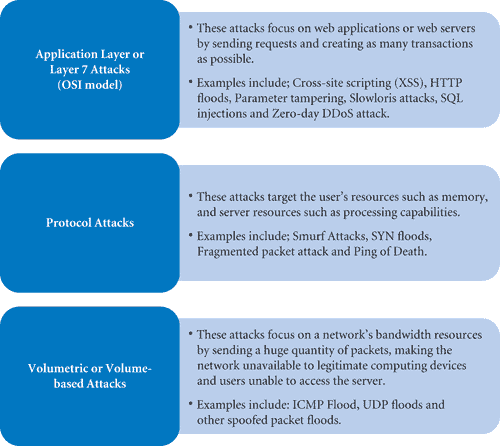 Application Layer or
Layer 7 Attacks
(OSI model)
• These attacks focus on web applications or web servers
by sending requests and creating as many transactions
as possible.
• Examples include; Cross-site scripting (XSS), HTTP
floods, Parameter tampering, Slowloris attacks, SQL
injections and Zero-day DDoS attack.
Protocol Attacks
• These attacks target the user's resources such as memory,
and server resources such as processing capabilities.
• Examples include; Smurf Attacks, SYN floods,
Fragmented packet attack and Ping of Death.
Volumetric or Volume-
based Attacks
• These attacks focus on a network's bandwidth resources
by sending a huge quantity of packets, making the
network unavailable to legitimate computing devices
and users unable to access the server.
• Examples include: ICMP Flood, UDP floods and
other spoofed packet floods.